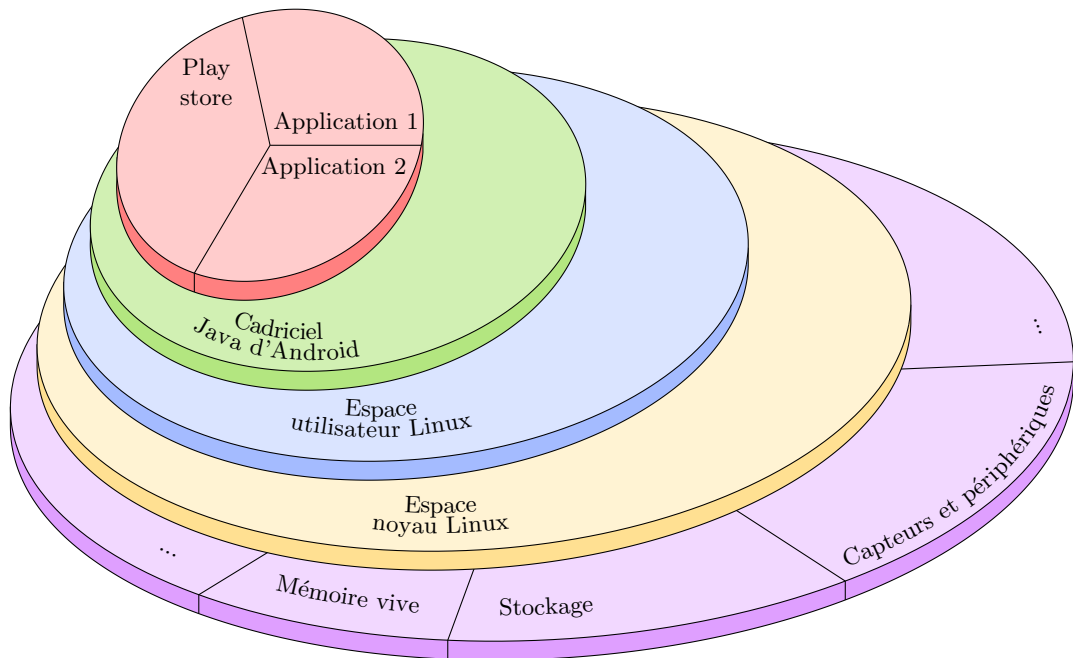 Play
store
Application 1
Application 2
Cadriciel
Java d'Android
Espace
utilisateur Linux
Espace
noyau Linux
...
Mémoire vive
Stockage
Capteurs et périphériques
...